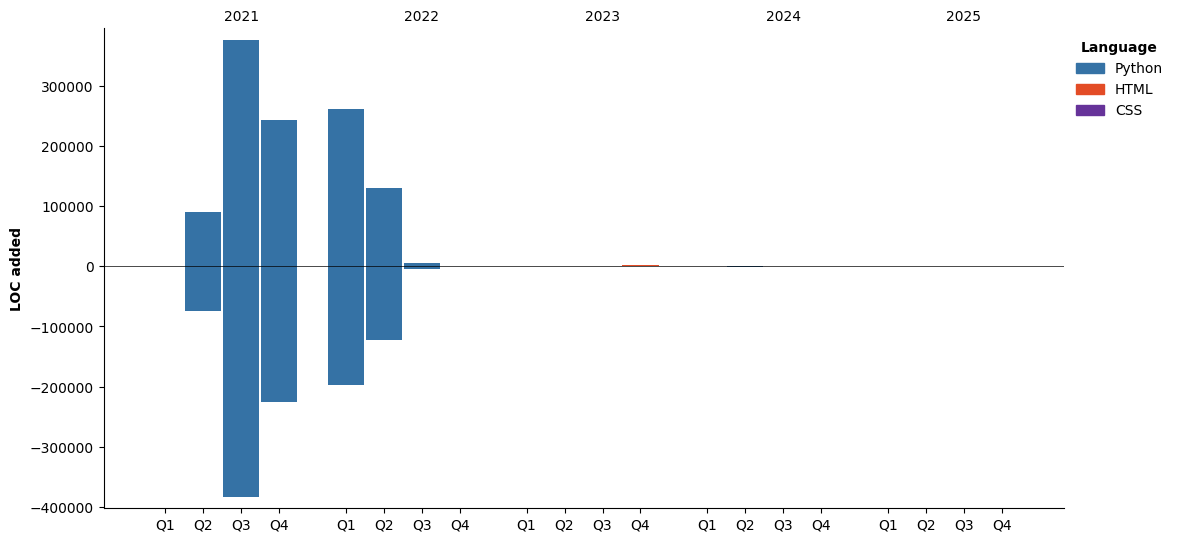 2021 2022 2023 2024 2025
Language
Python
HTML
CSS
LOC added
300000
200000
100000
0
−100000
−200000
−300000
−400000
Q1 Q2 Q3 Q4 Q1 Q2 Q3 Q4 Q1 Q2 Q3 Q4 Q1 Q2 Q3 Q4 Q1 Q2 Q3 Q4